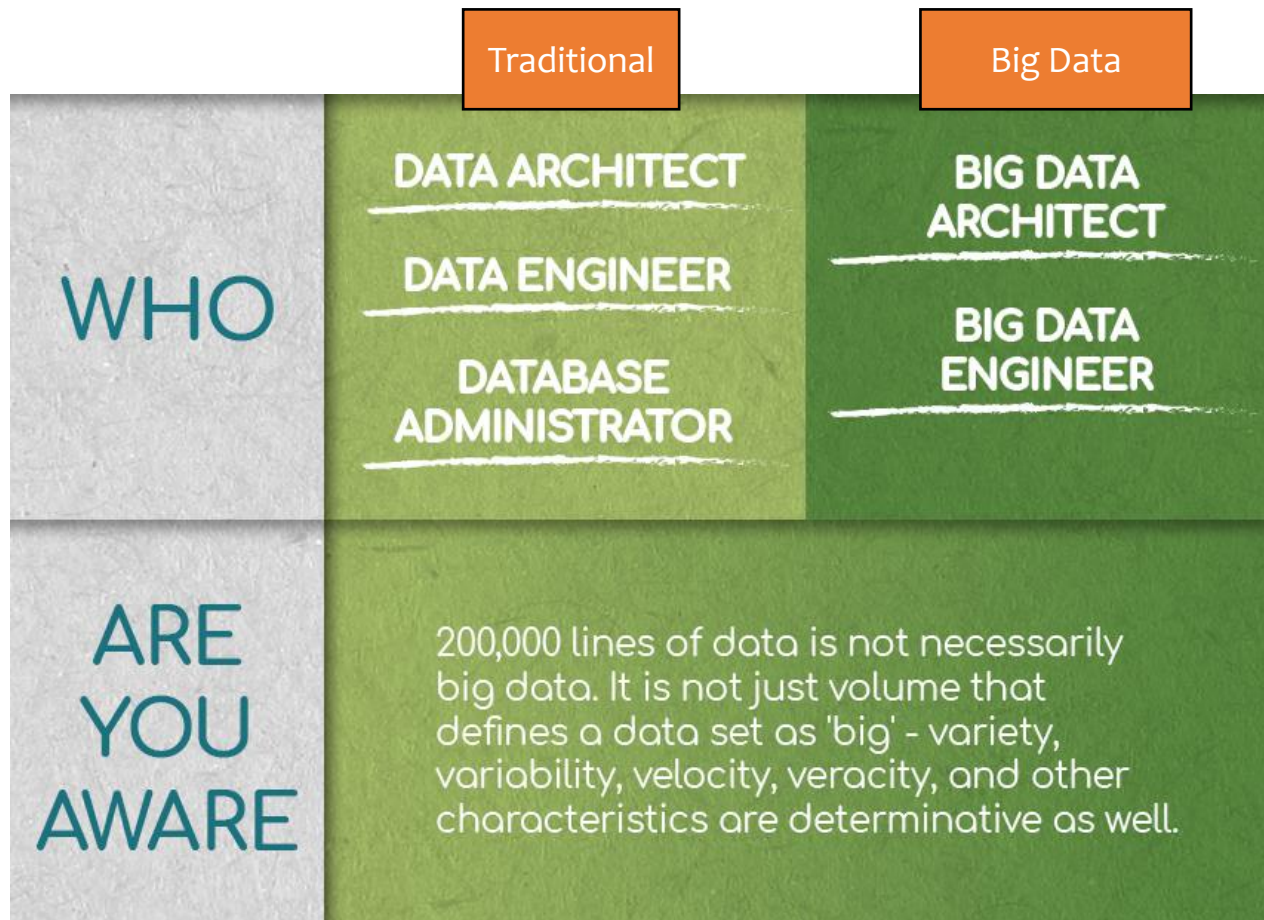 Traditional
Big Data
WHO
DATA ARCHITECT
DATA ENGINEER
DATABASE
ADMINISTRATOR
BIG DATA
ARCHITECT
BIG DATA
ENGINEER
ARE
YOU
AWARE
200,000 lines of data is not necessarily
big data. It is not just volume that
defines a data set as 'big' - variety,
variability, velocity, veracity, and other
characteristics are determinative as well.